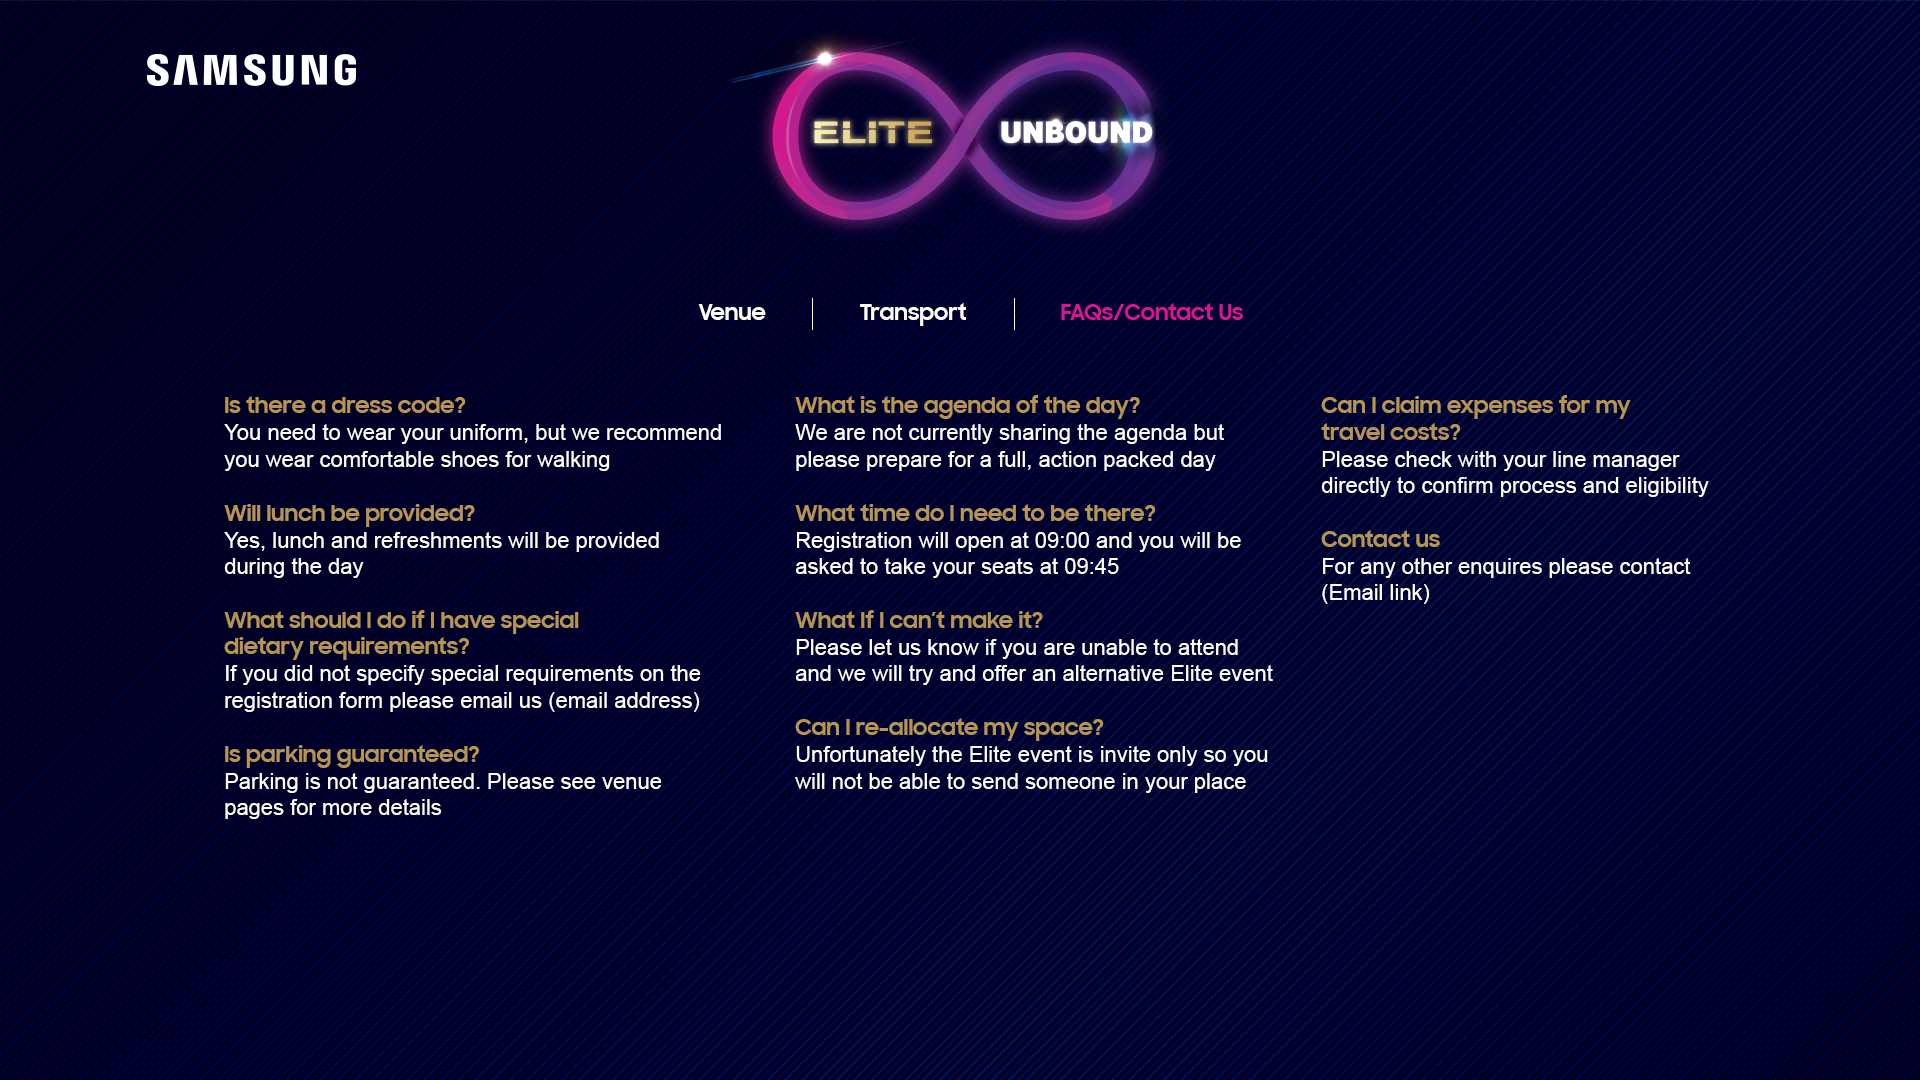 SAMSUNG
ELITE UNBOUND
Venue
Transport
FAQs/Contact Us
Is there a dress code?
You need to wear your uniform, but we recommend
you wear comfortable shoes for walking
Will lunch be provided?
Yes, lunch and refreshments will be provided
during the day
What should I do if I have special
dietary requirements?
If you did not specify special requirements on the
registration form please email us (email address)
Is parking guaranteed?
Parking is not guaranteed. Please see venue
pages for more details
What is the agenda of the day?
We are not currently sharing the agenda but
please prepare for a full, action packed day
What time do I need to be there?
Registration will open at 09:00 and you will be
asked to take your seats at 09:45
What If I can't make it?
Please let us know if you are unable to attend
and we will try and offer an alternative Elite event
Can I re-allocate my space?
Unfortunately the Elite event is invite only so you
will not be able to send someone in your place
Can I claim expenses for my
travel costs?
Please check with your line manager
directly to confirm process and eligibility
Contact us
For any other enquires please contact
(Email link)